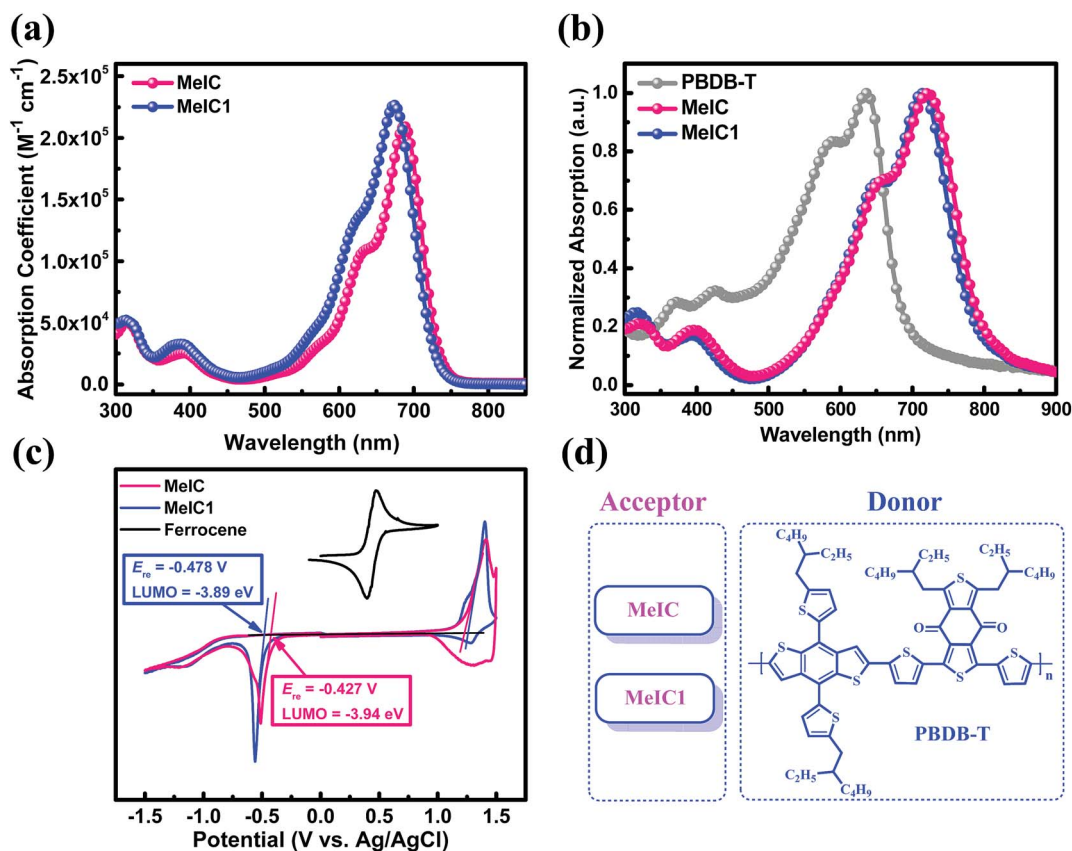 (a)
Absorption Coefficient (M⁻¹ cm⁻¹)
2.5x10⁵
2.0x10⁵
1.5x10⁵
1.0x10⁵
5.0x10⁴
0.0
MeIC
MeIC1
300 400 500 600 700 800
Wavelength (nm)
(b)
Normalized Absorption (a.u.)
1.0
0.8
0.6
0.4
0.2
0.0
PBDB-T
MeIC
MeIC1
300 400 500 600 700 800 900
Wavelength (nm)
(c)
MeIC
MeIC1
Ferrocene
E_re = -0.478 V
LUMO = -3.89 eV
E_re = -0.427 V
LUMO = -3.94 eV
-1.5 -1.0 -0.5 0.0 0.5 1.0 1.5
Potential (V vs. Ag/AgCl)
(d)
Acceptor
MeIC
MeIC1
Donor
C₄H₉
C₂H₅
C₂H₅
C₄H₉
C₂H₅
C₄H₉
S
S
O
O
S
S
S
S
S
S
n
S
C₂H₅
C₄H₉
PBDB-T